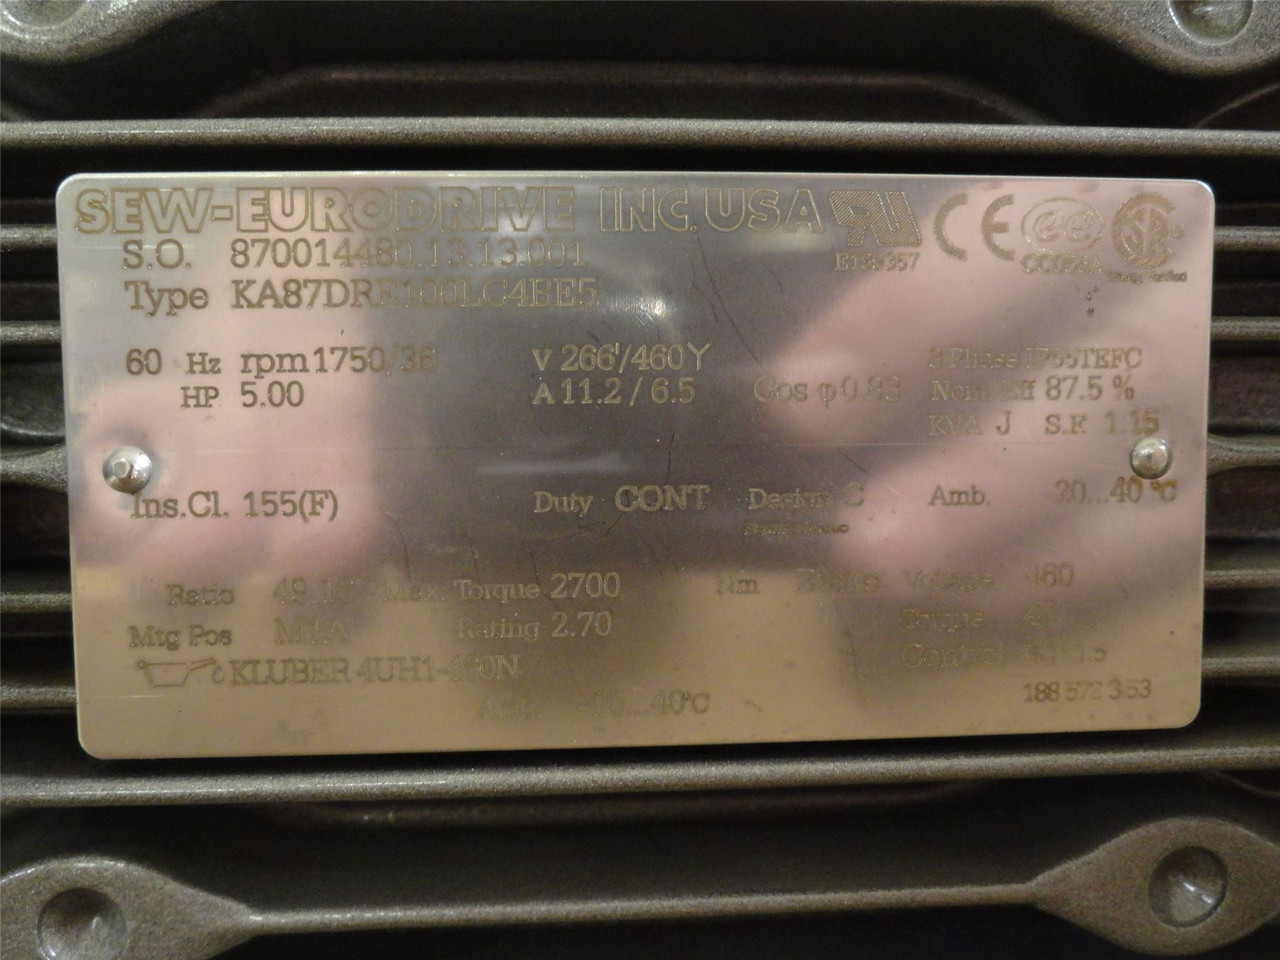 SEW-EURODRIVE INC. USA
E189357
S.O. 870014480.13.13.001
Type KA87DRE100LC4BE5
60 Hz rpm 1750/36 V 266'/460Y 3 Phase IP55TEFC
HP 5.00 A 11.2 / 6.5 Cos φ 0.83 Nom. Eff 87.5 %
KVA J S.F. 1.15
Ins.Cl. 155(F) Duty CONT Design C Amb. 20...40 °C
Ratio Max. Torque 2700 Nm Brake Voltage 460
Mtg Pos M1A Rating 2.70 Torque
KLUBER 4UH1-460N Control
...40°C 188 572 3-53